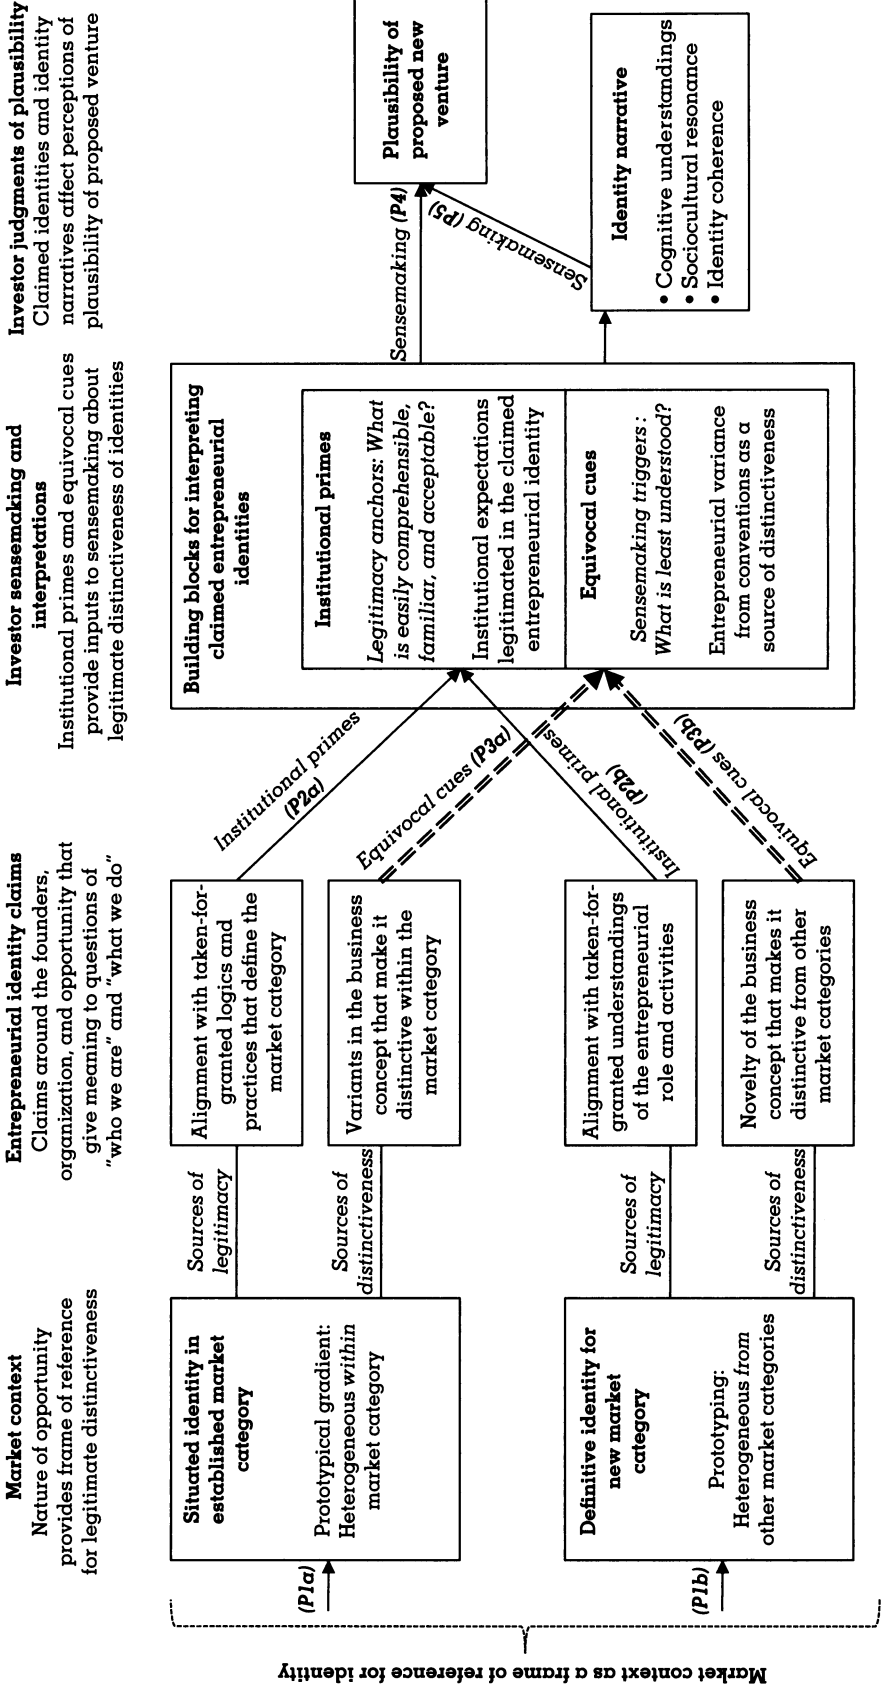 Market context
Nature of opportunity
provides frame of reference
for legitimate distinctiveness
Entrepreneurial identity claims
Claims around the founders,
organization, and opportunity that
give meaning to questions of
"who we are" and "what we do"
Investor sensemaking and
interpretations
Institutional primes and equivocal cues
provide inputs to sensemaking about
legitimate distinctiveness of identities
Investor judgments of plausibility
Claimed identities and identity
narratives affect perceptions of
plausibility of proposed venture
Market context as a frame of reference for identity
(P1a)
Situated identity in
established market
category
Prototypical gradient:
Heterogeneous within
market category
Sources of
legitimacy
Sources of
distinctiveness
Alignment with taken-for-
granted logics and
practices that define the
market category
Variants in the business
concept that make it
distinctive within the
market category
Institutional primes
(P2a)
Equivocal cues (P3a)
(P1b)
Definitive identity for
new market
category
Prototyping:
Heterogeneous from
other market categories
Sources of
legitimacy
Sources of
distinctiveness
Alignment with taken-for-
granted understandings
of the entrepreneurial
role and activities
Novelty of the business
concept that makes it
distinctive from other
market categories
Institutional primes
(P2b)
Equivocal cues (P3b)
Building blocks for interpreting
claimed entrepreneurial
identities
Institutional primes
Legitimacy anchors: What
is easily comprehensible,
familiar, and acceptable?
Institutional expectations
legitimated in the claimed
entrepreneurial identity
Equivocal cues
Sensemaking triggers :
What is least understood?
Entrepreneurial variance
from conventions as a
source of distinctiveness
Sensemaking (P4)
Sensemaking (P5)
Plausibility of
proposed new
venture
Identity narrative
• Cognitive understandings
• Sociocultural resonance
• Identity coherence